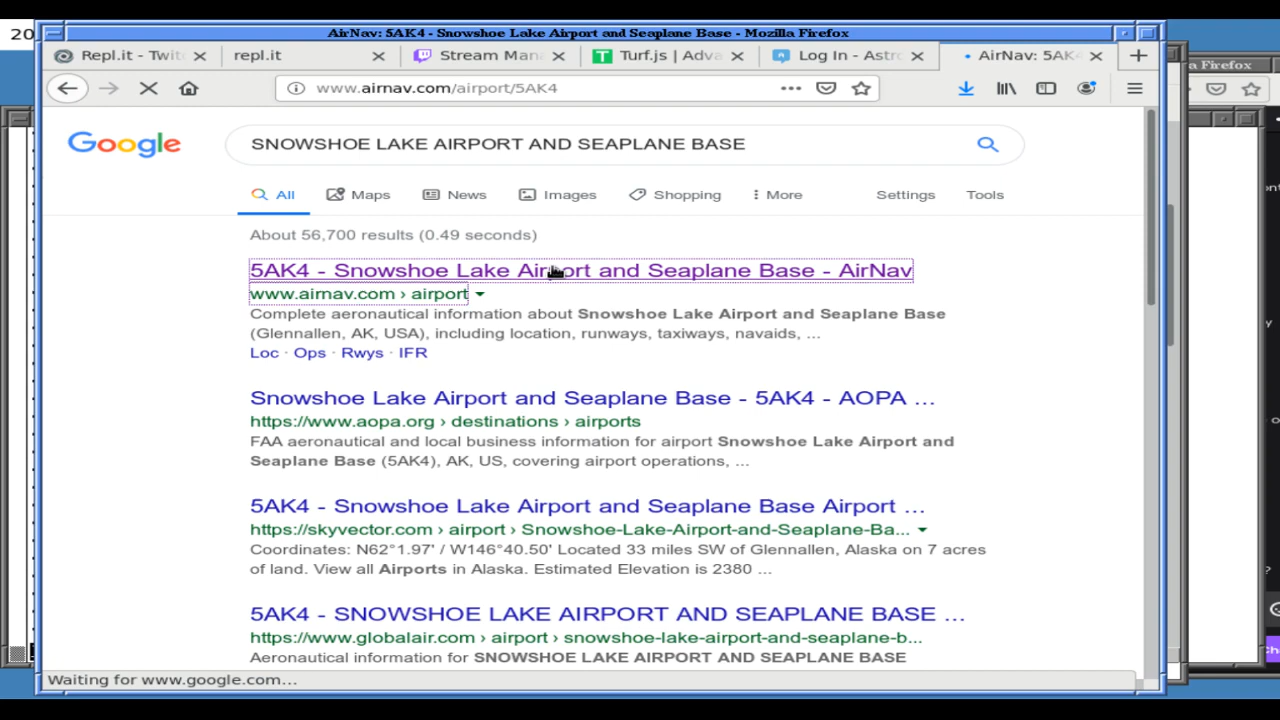 20
AirNav: 5AK4 - Snowshoe Lake Airport and Seaplane Base - Mozilla Firefox
a Firefox
Repl.it - Twit
repl.it
Stream Man
Turf.js | Adva
Log In - Astro
AirNav: 5AK4
www.airnav.com/airport/5AK4
Google
SNOWSHOE LAKE AIRPORT AND SEAPLANE BASE
All
Maps
News
Images
Shopping
More
Settings
Tools
About 56,700 results (0.49 seconds)
5AK4 - Snowshoe Lake Airport and Seaplane Base - AirNav
www.airnav.com › airport
Complete aeronautical information about Snowshoe Lake Airport and Seaplane Base
(Glennallen, AK, USA), including location, runways, taxiways, navaids, ...
Loc · Ops · Rwys · IFR
Snowshoe Lake Airport and Seaplane Base - 5AK4 - AOPA ...
https://www.aopa.org › destinations › airports
FAA aeronautical and local business information for airport Snowshoe Lake Airport and
Seaplane Base (5AK4), AK, US, covering airport operations, ...
5AK4 - Snowshoe Lake Airport and Seaplane Base Airport ...
https://skyvector.com › airport › Snowshoe-Lake-Airport-and-Seaplane-Ba...
Coordinates: N62°1.97' / W146°40.50' Located 33 miles SW of Glennallen, Alaska on 7 acres
of land. View all Airports in Alaska. Estimated Elevation is 2380 ...
5AK4 - SNOWSHOE LAKE AIRPORT AND SEAPLANE BASE ...
https://www.globalair.com › airport › snowshoe-lake-airport-and-seaplane-b...
Aeronautical information for SNOWSHOE LAKE AIRPORT AND SEAPLANE BASE
Waiting for www.google.com...